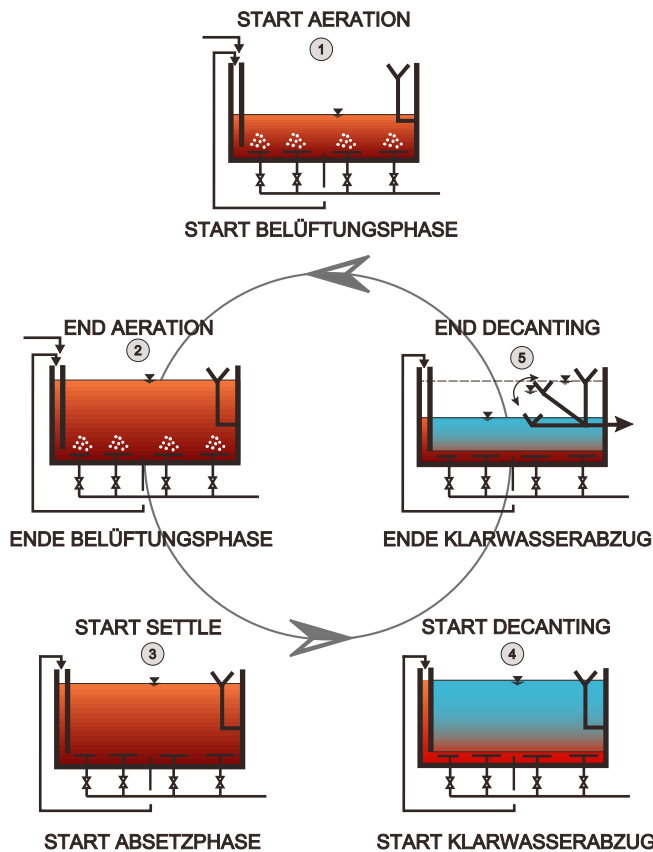 START AERATION
1
START BELÜFTUNGSPHASE
END AERATION
2
ENDE BELÜFTUNGSPHASE
END DECANTING
5
ENDE KLARWASSERABZUG
START SETTLE
3
START ABSETZPHASE
START DECANTING
4
START KLARWASSERABZUG